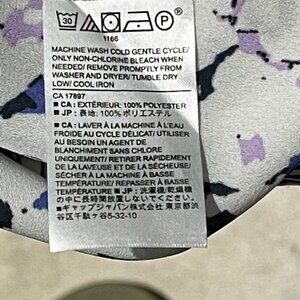 30
1166
MACHINE WASH COLD GENTLE CYCLE/
ONLY NON-CHLORINE BLEACH WHEN
NEEDED/ REMOVE PROMPTLY FROM
WASHER AND DRYER/ TUMBLE DRY
LOW/ COOL IRON
CA 17897
■ CA : EXTÉRIEUR: 100% POLYESTER
■ JP : 表地: 100% ポリエステル
■ CA : LAVER À LA MACHINE À L'EAU
FROIDE AU CYCLE DÉLICAT/ UTILISER
AU BESOIN UN AGENT DE
BLANCHIMENT SANS CHLORE
UNIQUEMENT/ RETIRER RAPIDEMENT
DE LA LAVEUSE ET DE LA SÉCHEUSE/
SÉCHER À LA MACHINE À BASSE
TEMPÉRATURE/ REPASSER À BASSE
TEMPÉRATURE ■ JP : 洗濯機/乾燥機
の中に長時間放置しないでください
■ ギャップジャパン(株) 東京都渋
谷区千駄ヶ谷5-32-10